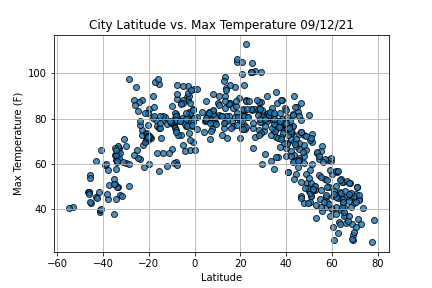 City Latitude vs. Max Temperature 09/12/21
Max Temperature (F)
100
80
60
40
−60 −40 −20 0 20 40 60 80
Latitude